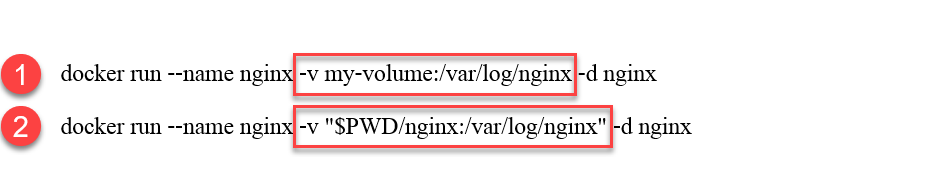 1 docker run --name nginx -v my-volume:/var/log/nginx -d nginx
2 docker run --name nginx -v "$PWD/nginx:/var/log/nginx" -d nginx